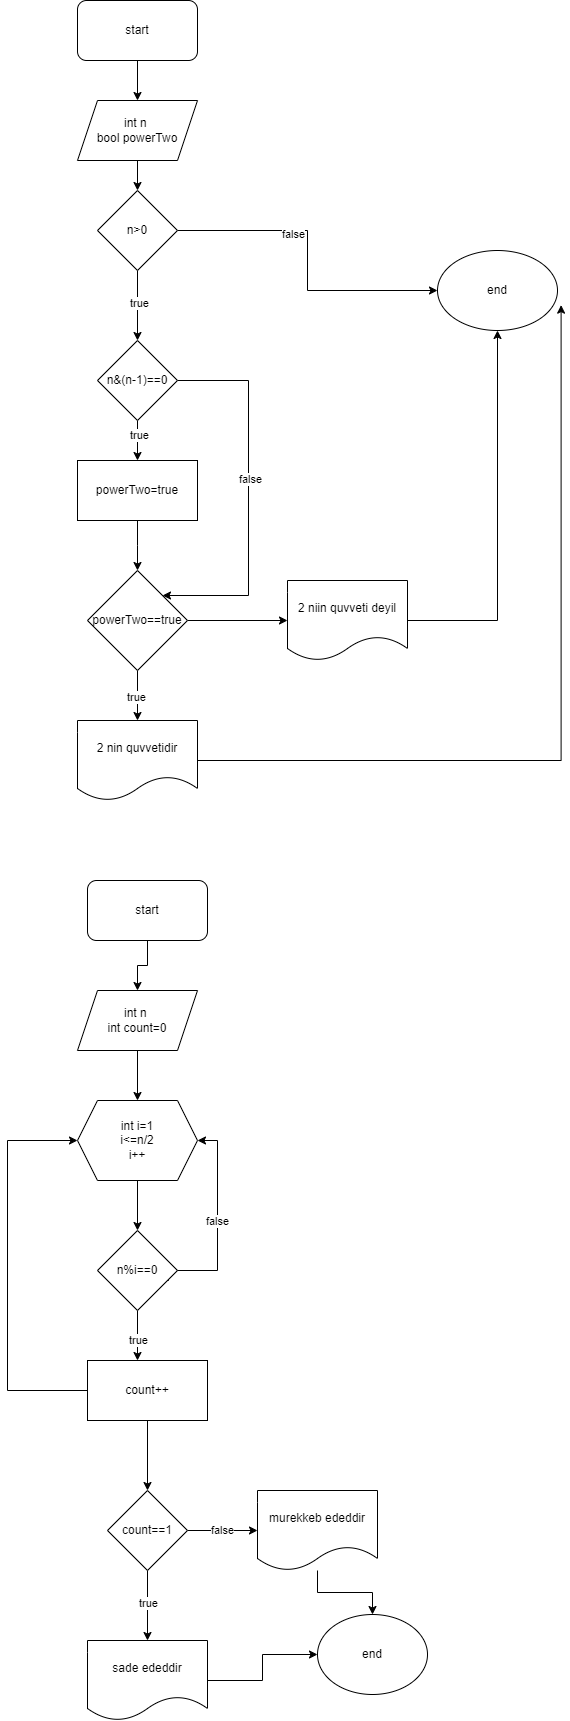 start
int n
bool powerTwo
n>0
false
end
true
n&(n-1)==0
true
powerTwo=true
false
powerTwo==true
2 niin quvveti deyil
true
2 nin quvvetidir
start
int n
int count=0
int i=1
i<=n/2
i++
false
n%i==0
true
count++
count==1
false
murekkeb ededdir
true
sade ededdir
end